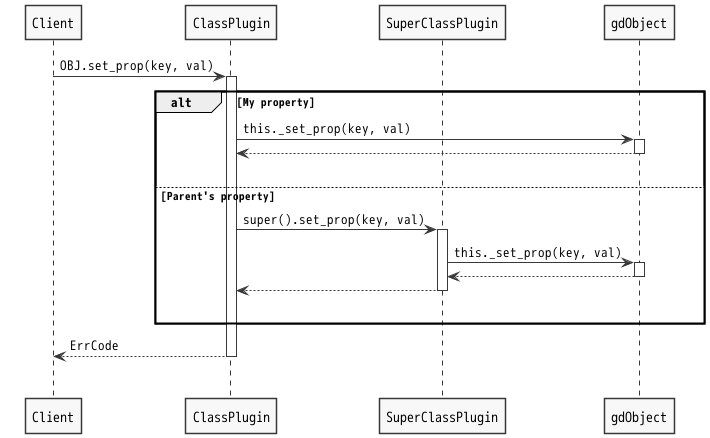 Client
ClassPlugin
SuperClassPlugin
gdObject
OBJ.set_prop(key, val)
alt
[My property]
this._set_prop(key, val)
[Parent's property]
super().set_prop(key, val)
this._set_prop(key, val)
ErrCode
Client
ClassPlugin
SuperClassPlugin
gdObject